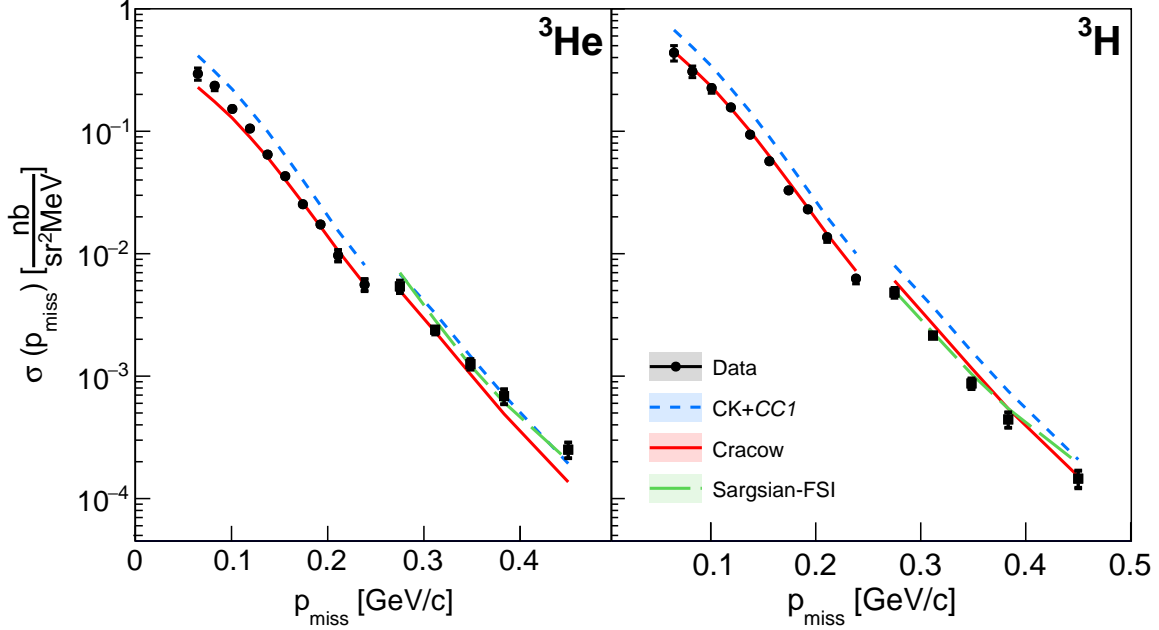 ³He
³H
σ (p_miss) [nb/sr²MeV]
1
10⁻¹
10⁻²
10⁻³
10⁻⁴
Data
CK+CC1
Cracow
Sargsian-FSI
0 0.1 0.2 0.3 0.4
0.1 0.2 0.3 0.4 0.5
p_miss [GeV/c]
p_miss [GeV/c]